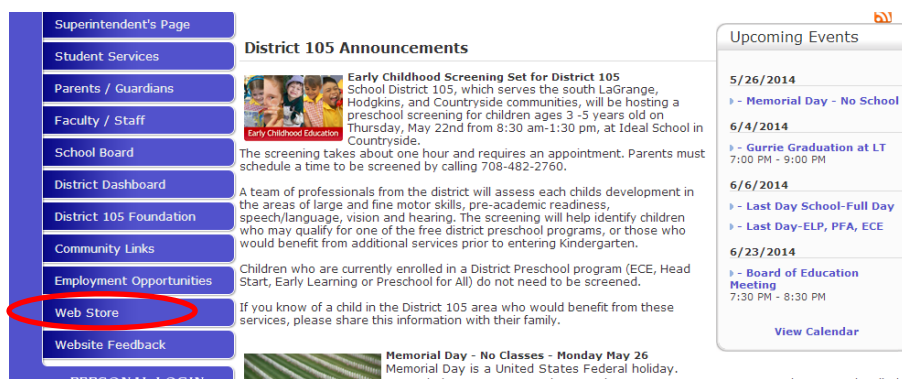 Superintendent's Page
Student Services
Parents / Guardians
Faculty / Staff
School Board
District Dashboard
District 105 Foundation
Community Links
Employment Opportunities
Web Store
Website Feedback
PERSONAL LOGIN
District 105 Announcements
Early Childhood Education
Early Childhood Screening Set for District 105
School District 105, which serves the south LaGrange,
Hodgkins, and Countryside communities, will be hosting a
preschool screening for children ages 3 -5 years old on
Thursday, May 22nd from 8:30 am-1:30 pm, at Ideal School in
Countryside.
The screening takes about one hour and requires an appointment. Parents must
schedule a time to be screened by calling 708-482-2760.
A team of professionals from the district will assess each childs development in
the areas of large and fine motor skills, pre-academic readiness,
speech/language, vision and hearing. The screening will help identify children
who may qualify for one of the free district preschool programs, or those who
would benefit from additional services prior to entering Kindergarten.
Children who are currently enrolled in a District Preschool program (ECE, Head
Start, Early Learning or Preschool for All) do not need to be screened.
If you know of a child in the District 105 area who would benefit from these
services, please share this information with their family.
Memorial Day - No Classes - Monday May 26
Memorial Day is a United States Federal holiday.
Upcoming Events
5/26/2014
- Memorial Day - No School
6/4/2014
- Gurrie Graduation at LT
7:00 PM - 9:00 PM
6/6/2014
- Last Day School-Full Day
- Last Day-ELP, PFA, ECE
6/23/2014
- Board of Education
Meeting
7:30 PM - 8:30 PM
View Calendar